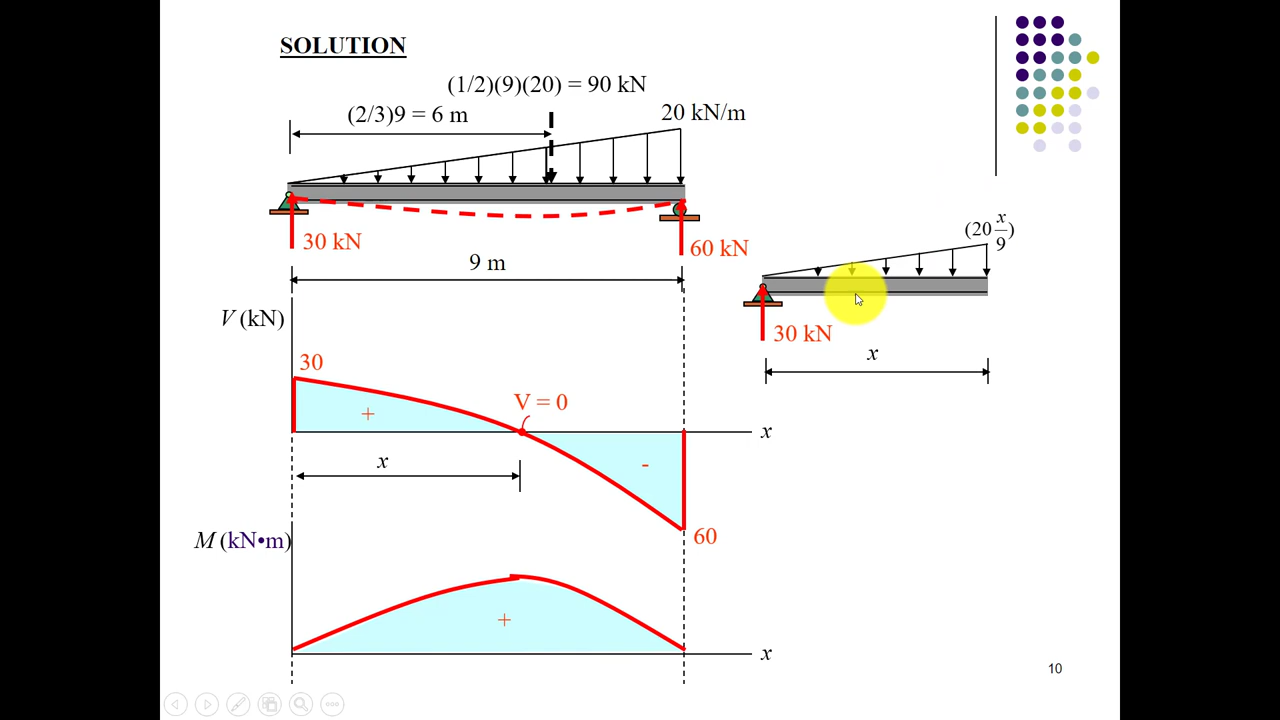 SOLUTION
(1/2)(9)(20) = 90 kN
(2/3)9 = 6 m
20 kN/m
30 kN
60 kN
9 m
(20 x/9)
30 kN
x
V (kN)
30
+
V = 0
x
x
-
60
M (kN•m)
+
x
10